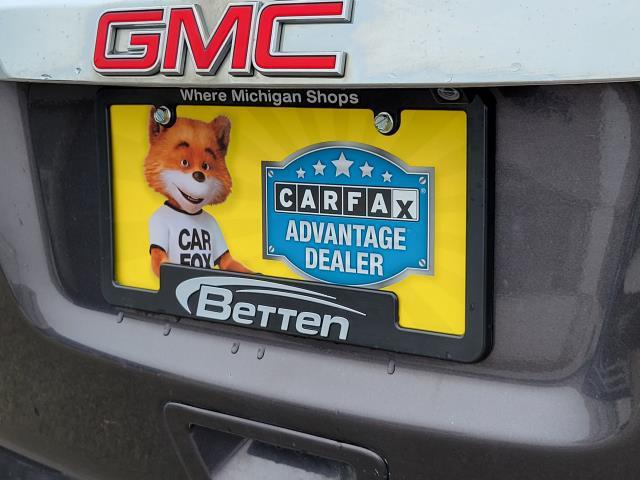 GMC
Where Michigan Shops
CARFAX
ADVANTAGE
DEALER
CAR
FOX
Betten